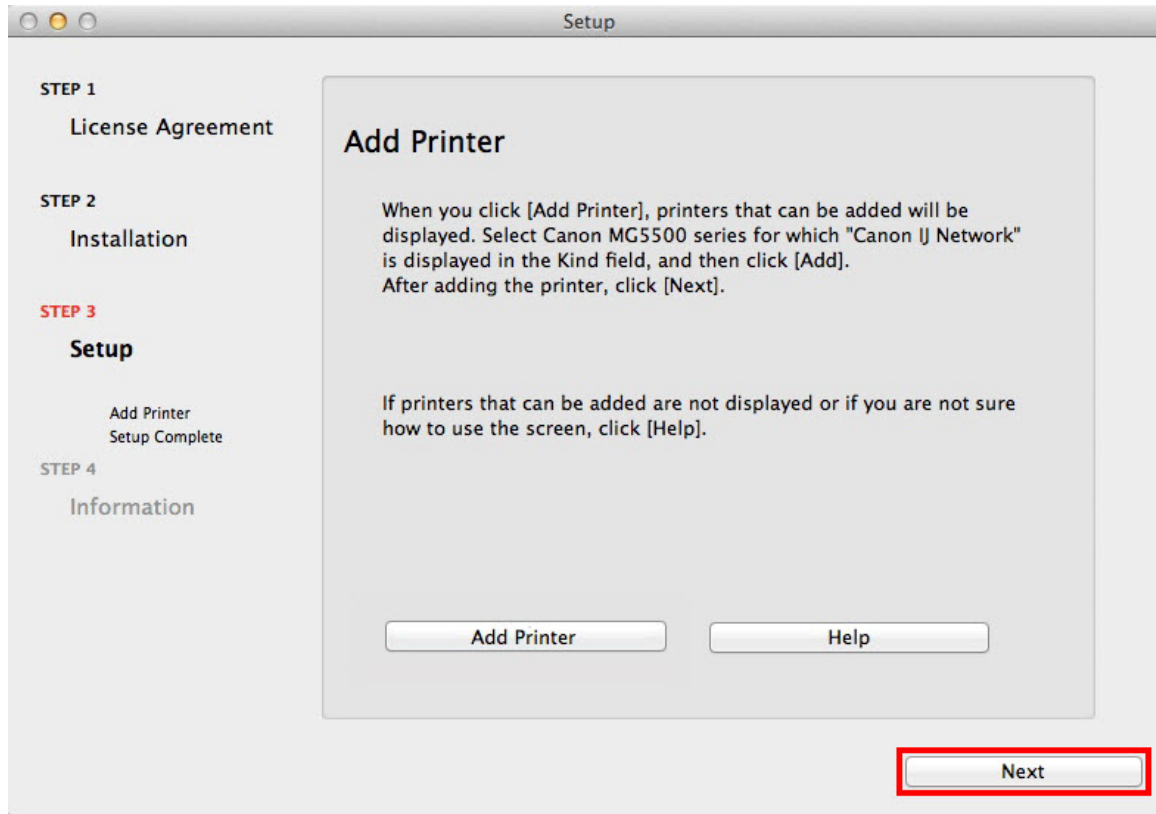 Setup
STEP 1
License Agreement
STEP 2
Installation
STEP 3
Setup
Add Printer
Setup Complete
STEP 4
Information
Add Printer
When you click [Add Printer], printers that can be added will be
displayed. Select Canon MG5500 series for which "Canon IJ Network"
is displayed in the Kind field, and then click [Add].
After adding the printer, click [Next].
If printers that can be added are not displayed or if you are not sure
how to use the screen, click [Help].
Add Printer
Help
Next